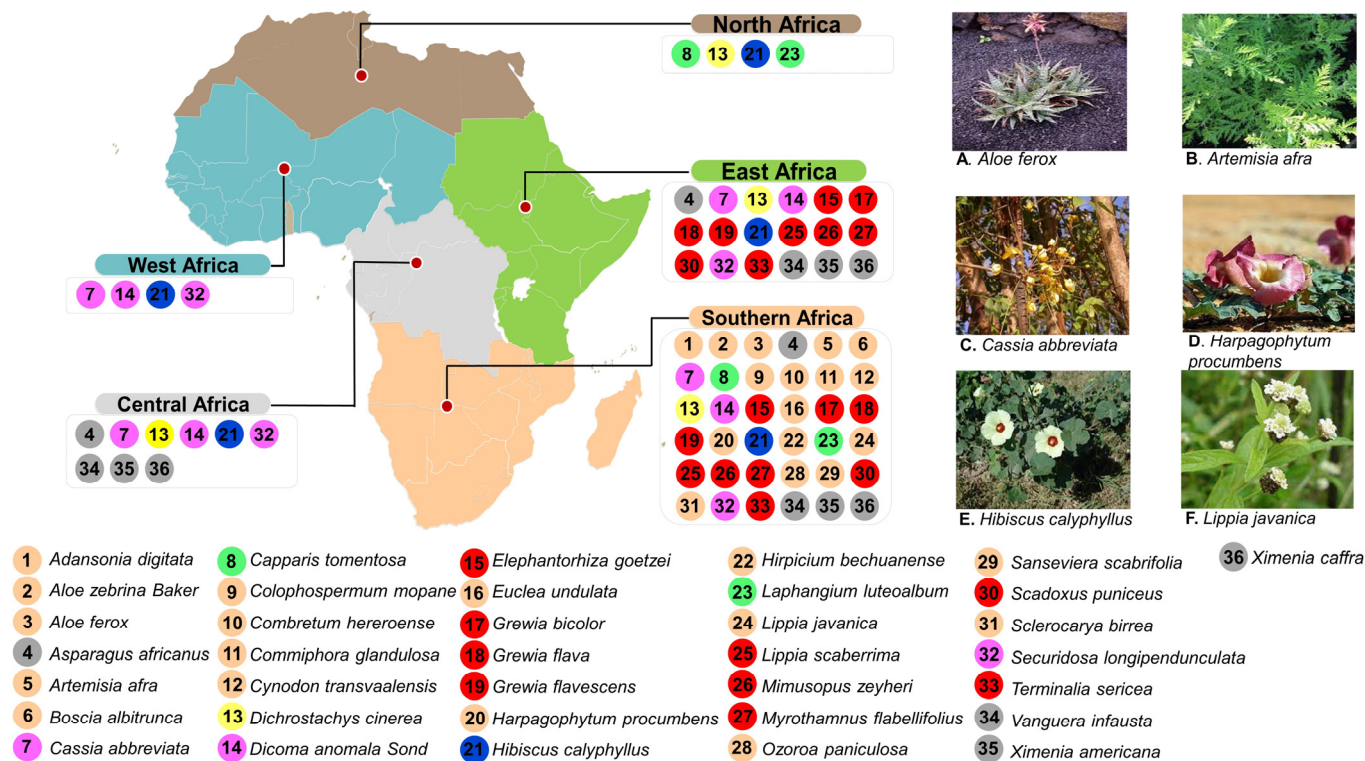 North Africa
8 13 21 23
East Africa
4 7 13 14 15 17
18 19 21 25 26 27
30 32 33 34 35 36
West Africa
7 14 21 32
Southern Africa
1 2 3 4 5 6
7 8 9 10 11 12
13 14 15 16 17 18
19 20 21 22 23 24
25 26 27 28 29 30
31 32 33 34 35 36
Central Africa
4 7 13 14 21 32
34 35 36
A. Aloe ferox
B. Artemisia afra
C. Cassia abbreviata
D. Harpagophytum
procumbens
E. Hibiscus calyphyllus
F. Lippia javanica
1 Adansonia digitata
2 Aloe zebrina Baker
3 Aloe ferox
4 Asparagus africanus
5 Artemisia afra
6 Boscia albitrunca
7 Cassia abbreviata
8 Capparis tomentosa
9 Colophospermum mopane
10 Combretum hereroense
11 Commiphora glandulosa
12 Cynodon transvaalensis
13 Dichrostachys cinerea
14 Dicoma anomala Sond
15 Elephantorhiza goetzei
16 Euclea undulata
17 Grewia bicolor
18 Grewia flava
19 Grewia flavescens
20 Harpagophytum procumbens
21 Hibiscus calyphyllus
22 Hirpicium bechuanense
23 Laphangium luteoalbum
24 Lippia javanica
25 Lippia scaberrima
26 Mimusopus zeyheri
27 Myrothamnus flabellifolius
28 Ozoroa paniculosa
29 Sanseviera scabrifolia
30 Scadoxus puniceus
31 Sclerocarya birrea
32 Securidosa longipendunculata
33 Terminalia sericea
34 Vanguera infausta
35 Ximenia americana
36 Ximenia caffra